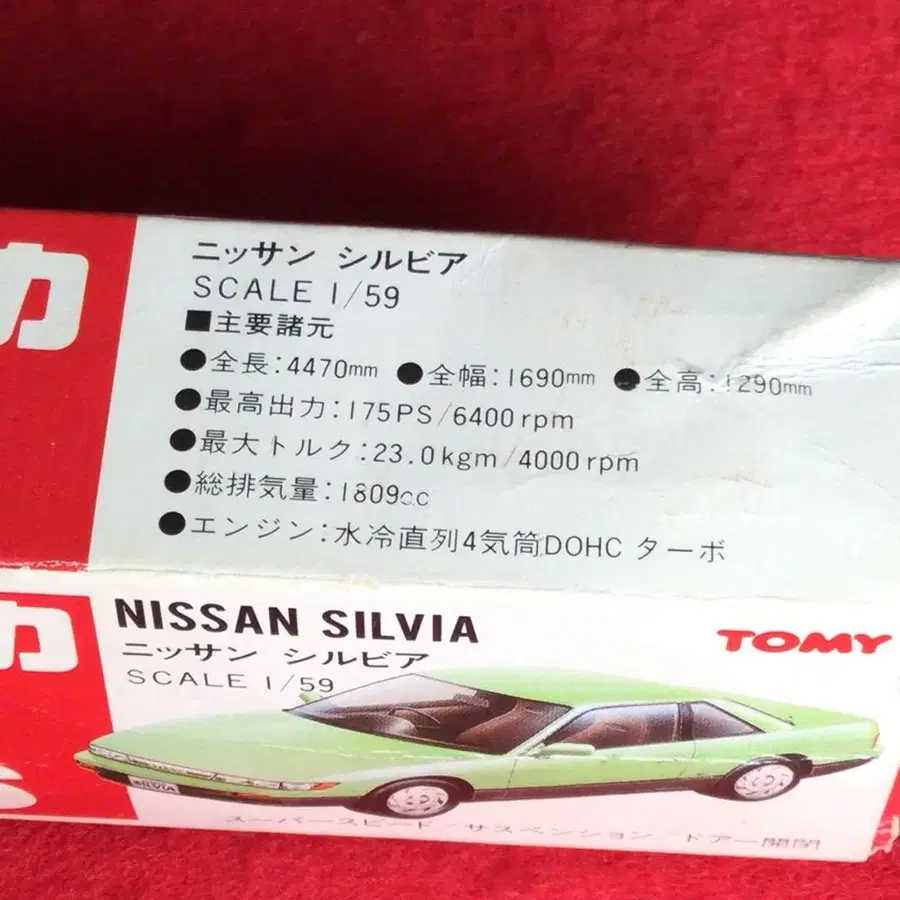 カ
ニッサン シルビア
SCALE 1/59
■主要諸元
●全長:4470mm ●全幅:1690mm ●全高:1290mm
●最高出力:175PS/6400rpm
●最大トルク:23.0kgm/4000rpm
●総排気量:1809cc
●エンジン:水冷直列4気筒DOHC ターボ
カ
NISSAN SILVIA
ニッサン シルビア
SCALE 1/59
TOMY
SILVIA
スーパースピード/サスペンション ドアー開閉